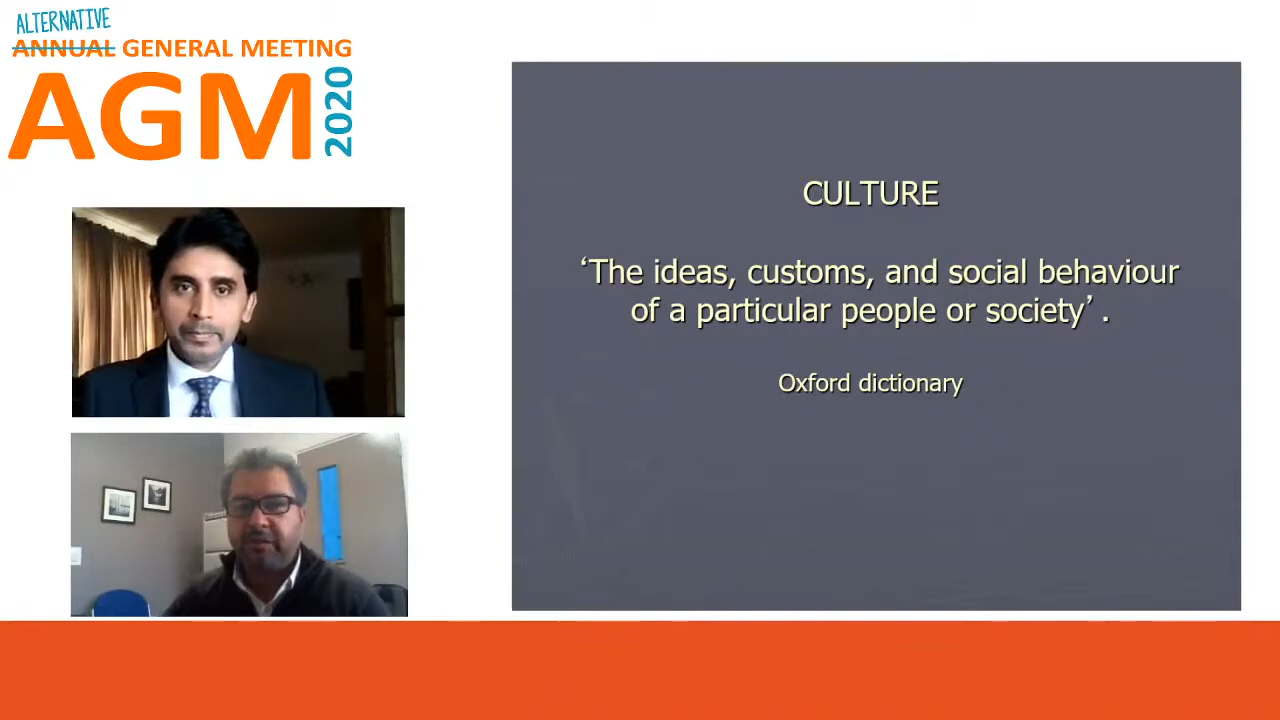 ALTERNATIVE
ANNUAL GENERAL MEETING
AGM 2020
CULTURE
‘The ideas, customs, and social behaviour
of a particular people or society’ .
Oxford dictionary